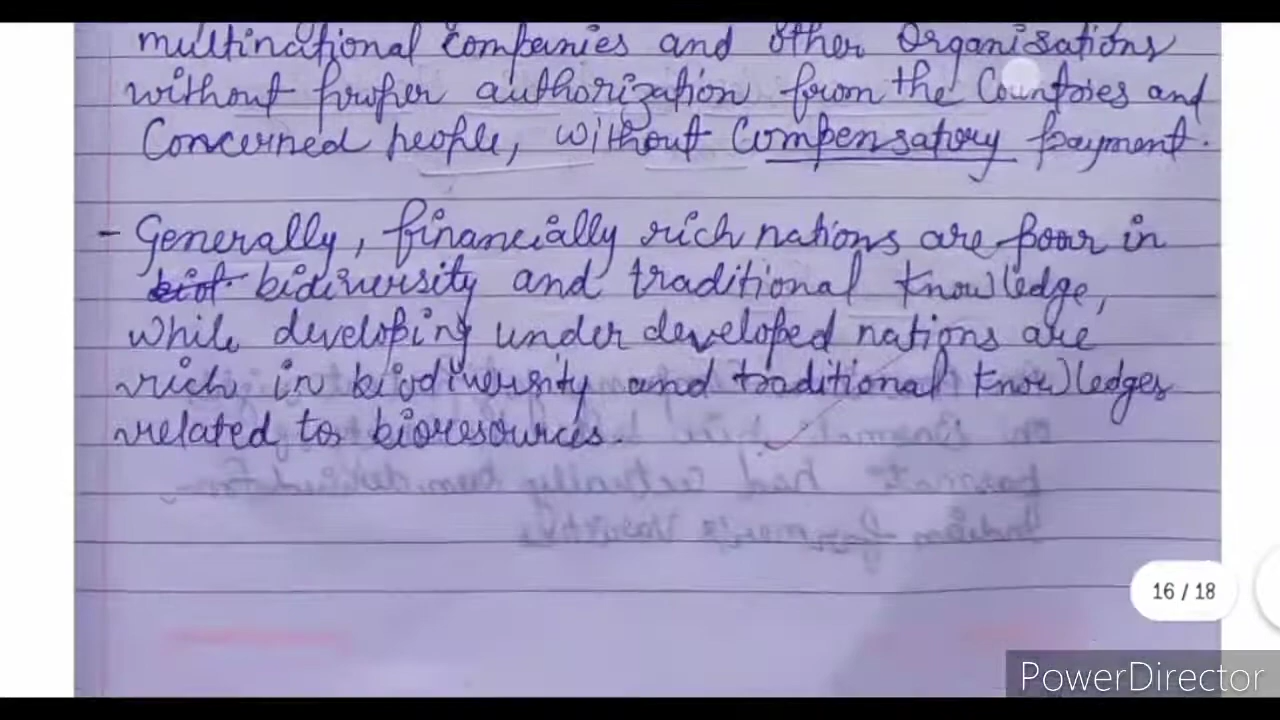 multinational companies and other Organisations
without proper authorization from the Countries and
Concerned people, without Compensatory payment.
- Generally, financially rich nations are poor in
biodiversity and traditional knowledge,
while developing under developed nations are
rich in biodiversity and traditional knowledges
related to bioresources.
16 / 18
PowerDirector